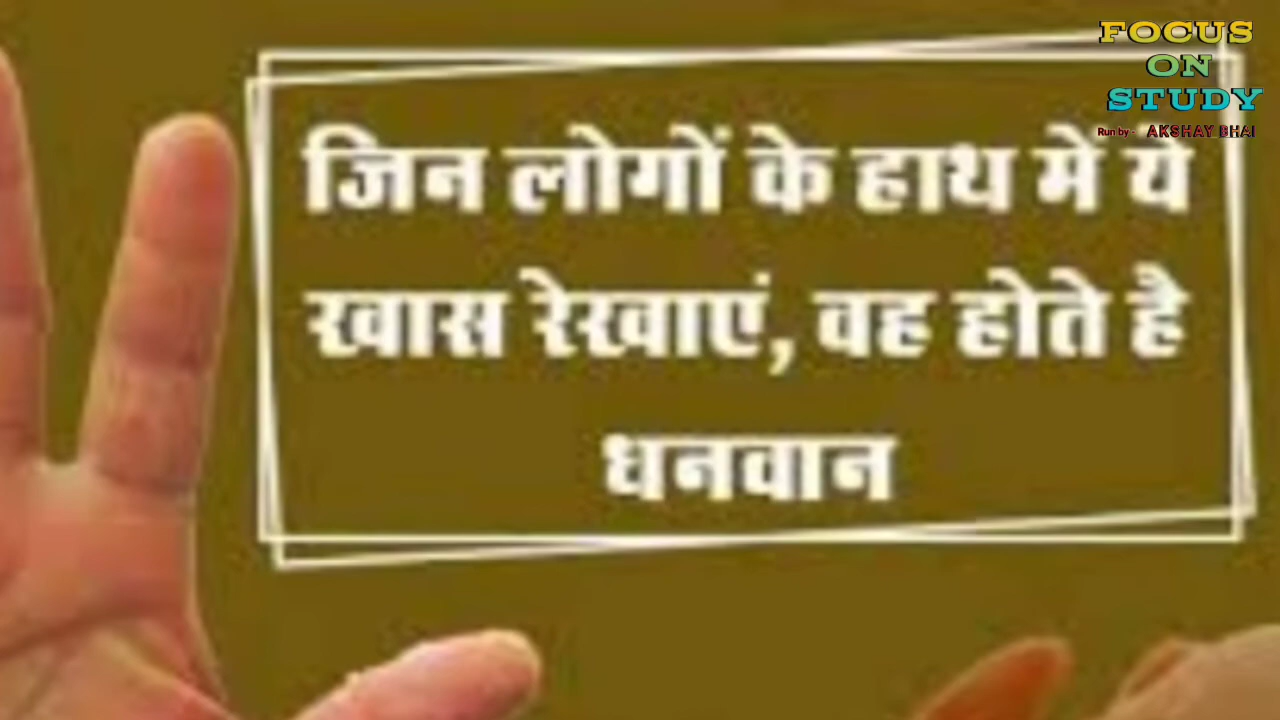 FOCUS
ON
STUDY
Run by - AKSHAY BHAI
जिन लोगों के हाथ में ये
खास रेखाएं, वह होते है
धनवान